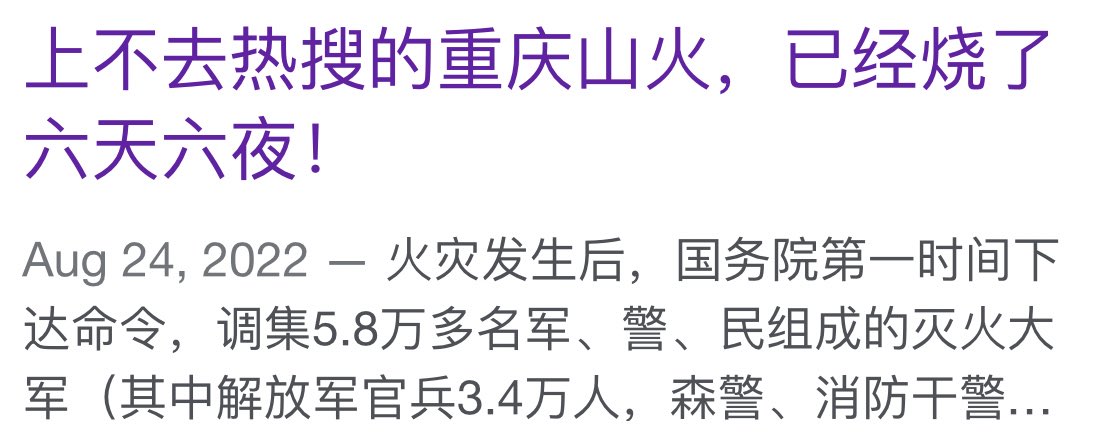 上不去热搜的重庆山火，已经烧了
六天六夜！
Aug 24, 2022 — 火灾发生后，国务院第一时间下
达命令，调集5.8万多名军、警、民组成的灭火大
军（其中解放军官兵3.4万人，森警、消防干警...